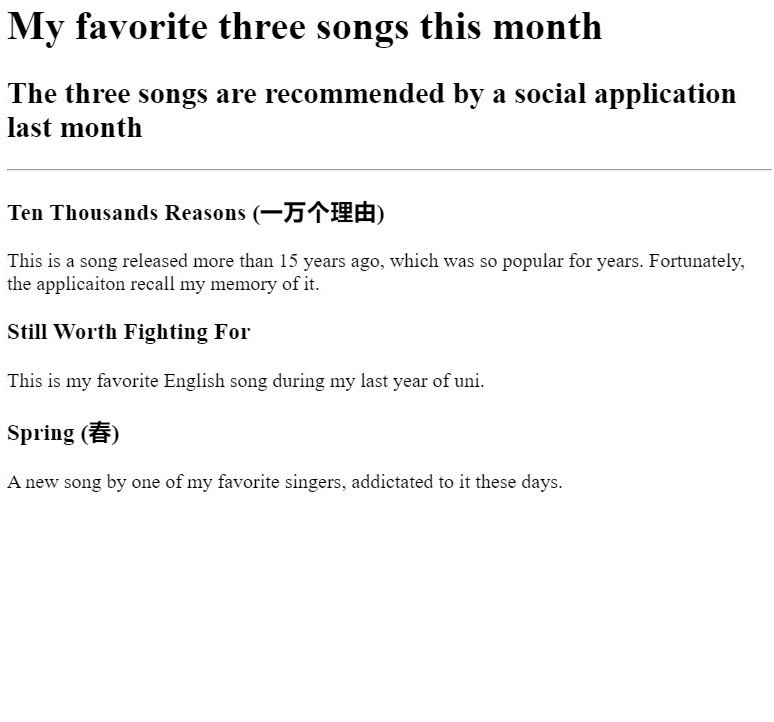 My favorite three songs this month
The three songs are recommended by a social application
last month
Ten Thousands Reasons (一万个理由)
This is a song released more than 15 years ago, which was so popular for years. Fortunately,
the applicaiton recall my memory of it.
Still Worth Fighting For
This is my favorite English song during my last year of uni.
Spring (春)
A new song by one of my favorite singers, addictated to it these days.